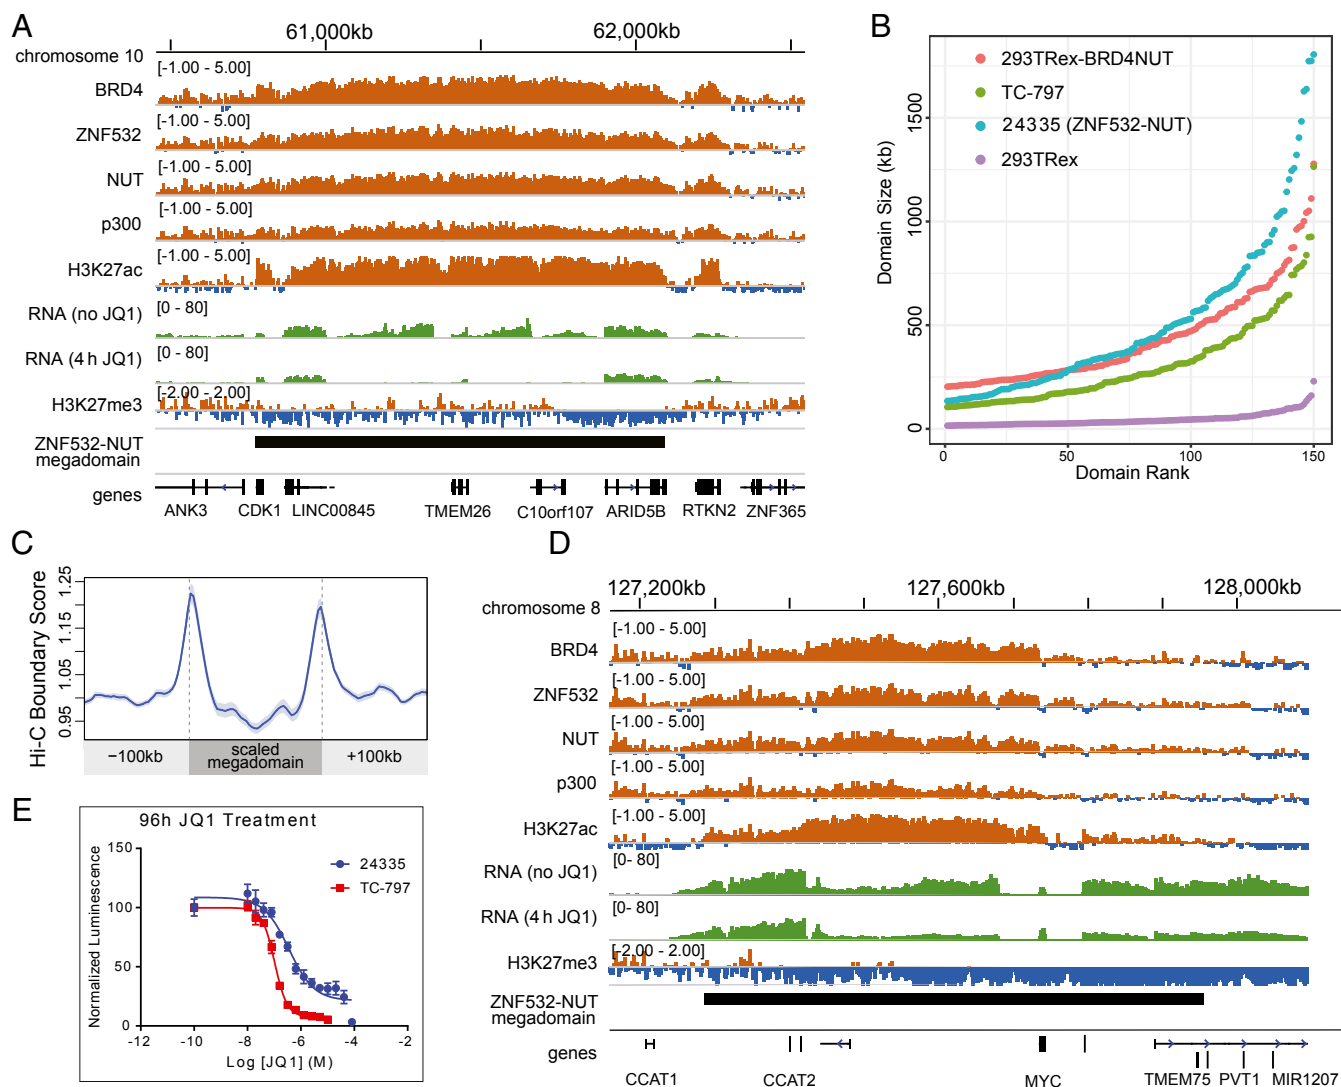 A
61,000kb 62,000kb
chromosome 10
[-1.00 - 5.00]
BRD4
[-1.00 - 5.00]
ZNF532
[-1.00 - 5.00]
NUT
[-1.00 - 5.00]
p300
[-1.00 - 5.00]
H3K27ac
[0 - 80]
RNA (no JQ1)
[0 - 80]
RNA (4 h JQ1)
[-2.00 - 2.00]
H3K27me3
ZNF532-NUT
megadomain
genes
ANK3 CDK1 LINC00845 TMEM26 C10orf107 ARID5B RTKN2 ZNF365
B
293TRex-BRD4NUT
TC-797
24335 (ZNF532-NUT)
293TRex
Domain Size (kb)
1500
1000
500
0
0 50 100 150
Domain Rank
C
Hi-C Boundary Score
1.25
1.15
1.05
0.95
−100kb scaled megadomain +100kb
D
127,200kb 127,600kb 128,000kb
chromosome 8
[-1.00 - 5.00]
BRD4
[-1.00 - 5.00]
ZNF532
[-1.00 - 5.00]
NUT
[-1.00 - 5.00]
p300
[-1.00 - 5.00]
H3K27ac
[0- 80]
RNA (no JQ1)
[0- 80]
RNA (4 h JQ1)
[-2.00 - 2.00]
H3K27me3
ZNF532-NUT
megadomain
genes
CCAT1 CCAT2 MYC TMEM75 PVT1 MIR1207
E
96h JQ1 Treatment
24335
TC-797
Normalized Luminescence
150
100
50
0
-12 -10 -8 -6 -4 -2
Log [JQ1] (M)